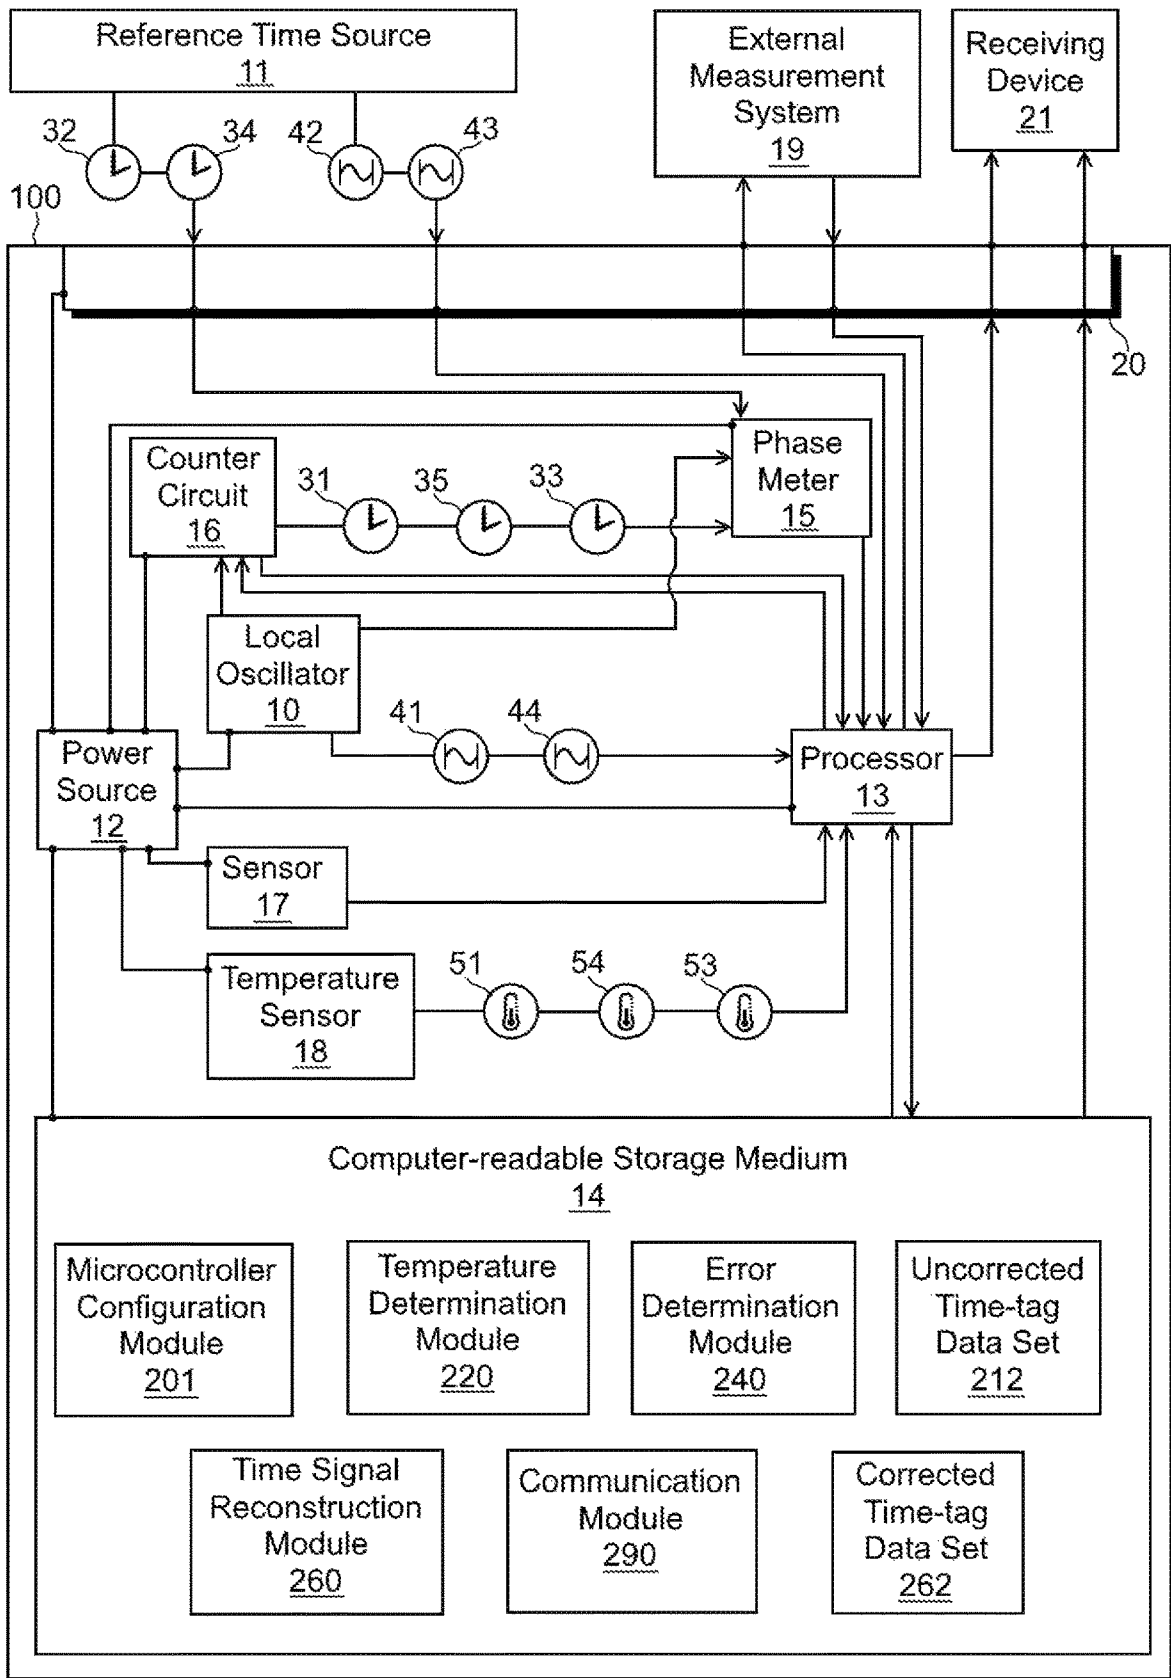 Reference Time Source
11
External
Measurement
System
19
Receiving
Device
21
32
34
42
43
100
20
Counter
Circuit
16
31
35
33
Phase
Meter
15
Local
Oscillator
10
41
44
Power
Source
12
Processor
13
Sensor
17
Temperature
Sensor
18
51
54
53
Computer-readable Storage Medium
14
Microcontroller
Configuration
Module
201
Temperature
Determination
Module
220
Error
Determination
Module
240
Uncorrected
Time-tag
Data Set
212
Time Signal
Reconstruction
Module
260
Communication
Module
290
Corrected
Time-tag
Data Set
262